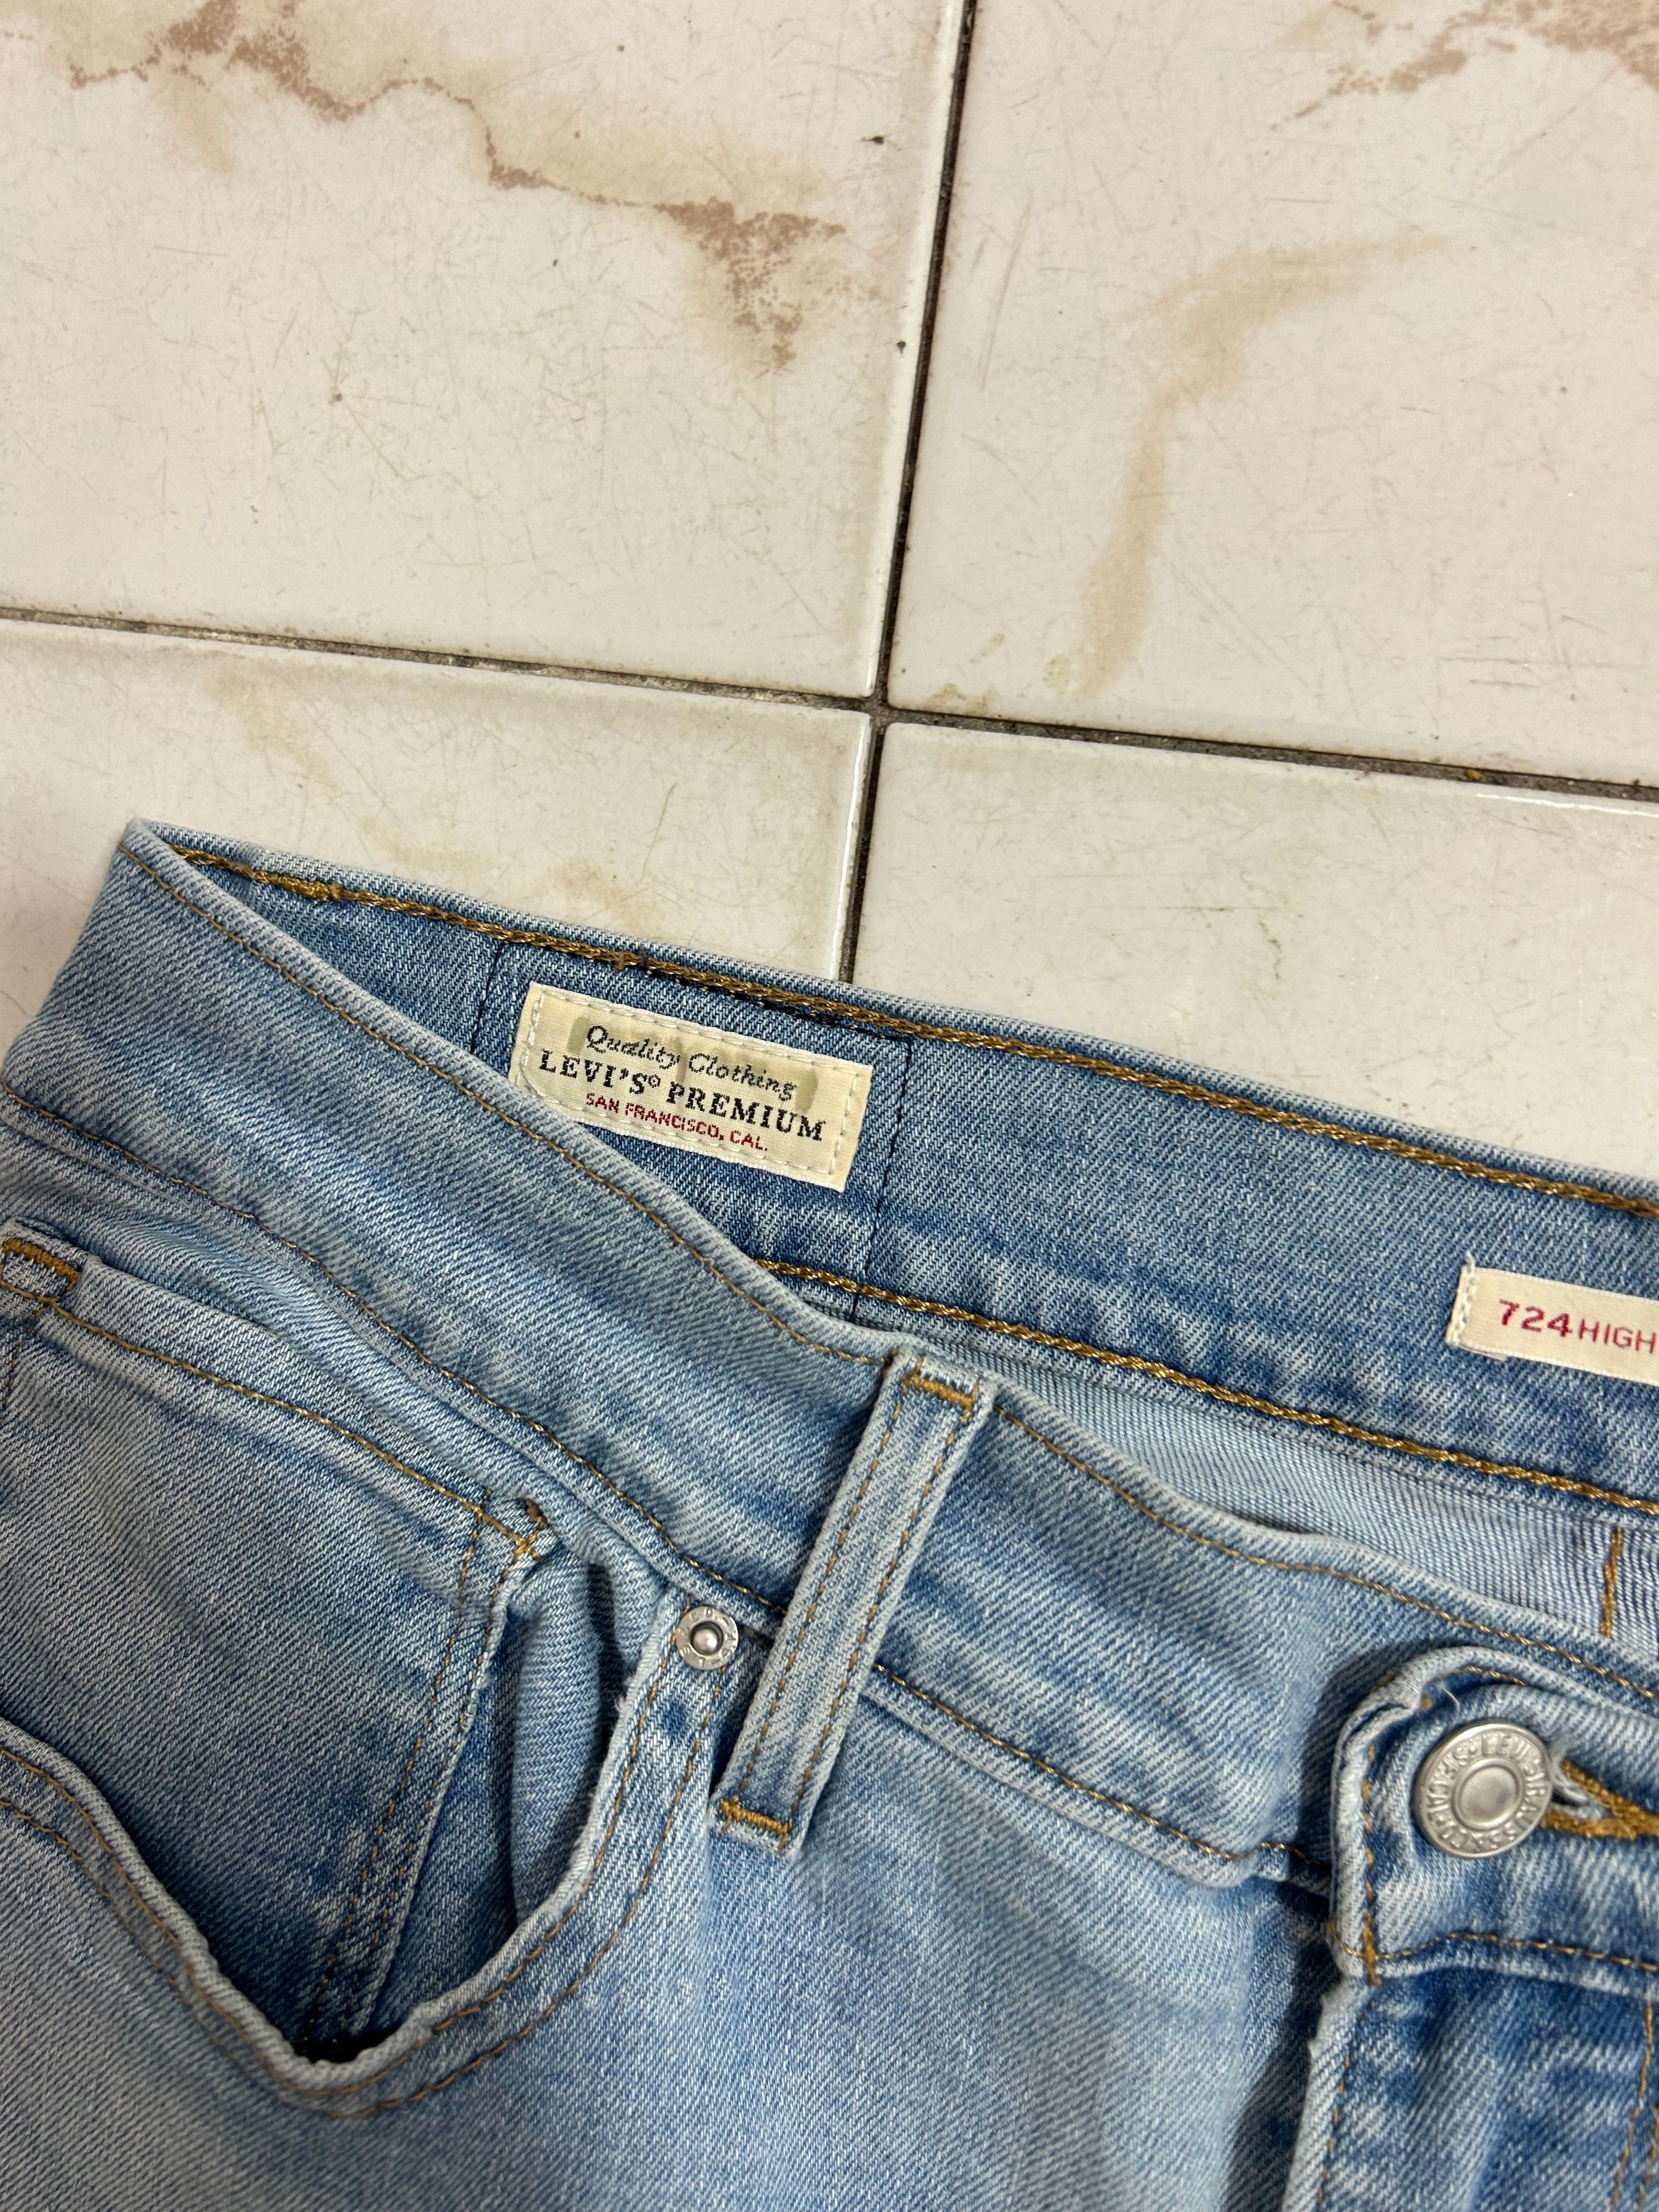 Quality Clothing
LEVI'S® PREMIUM
SAN FRANCISCO, CAL.
724 HIGH